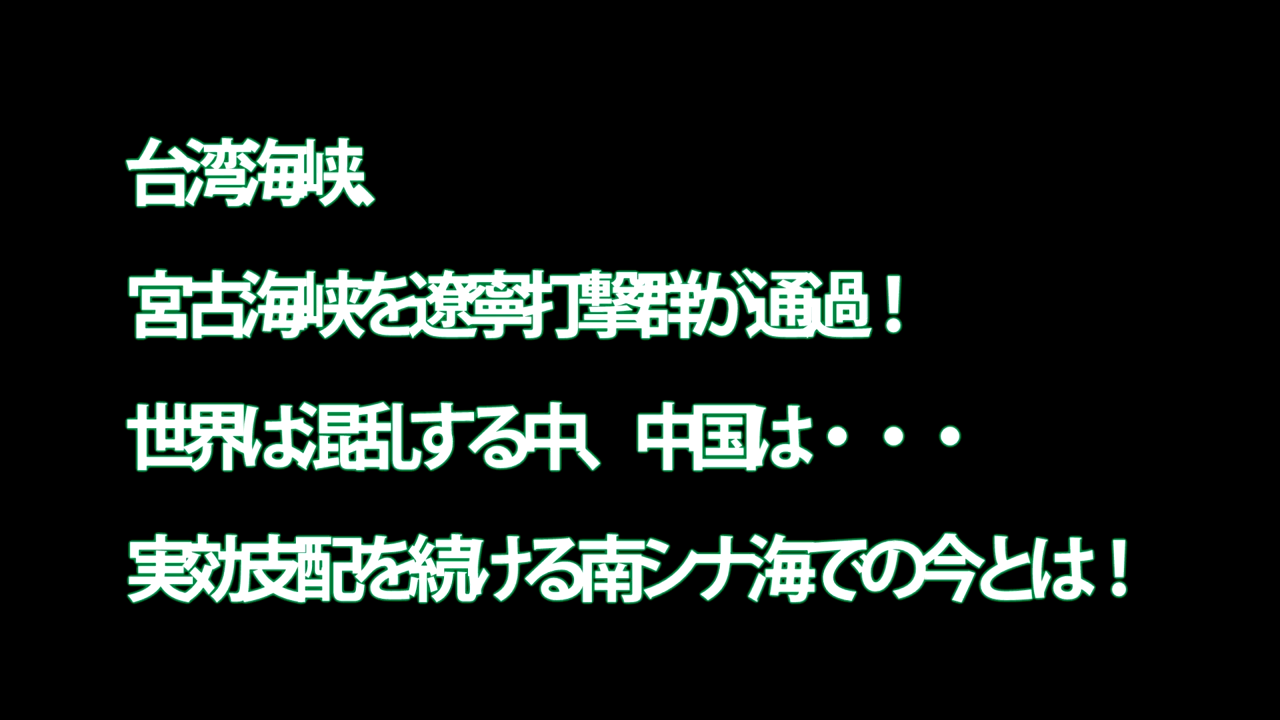 台湾海峡、
宮古海峡を遼寧打撃群が通過！
世界は混乱する中、中国は・・・
実効支配を続ける南シナ海での今とは！